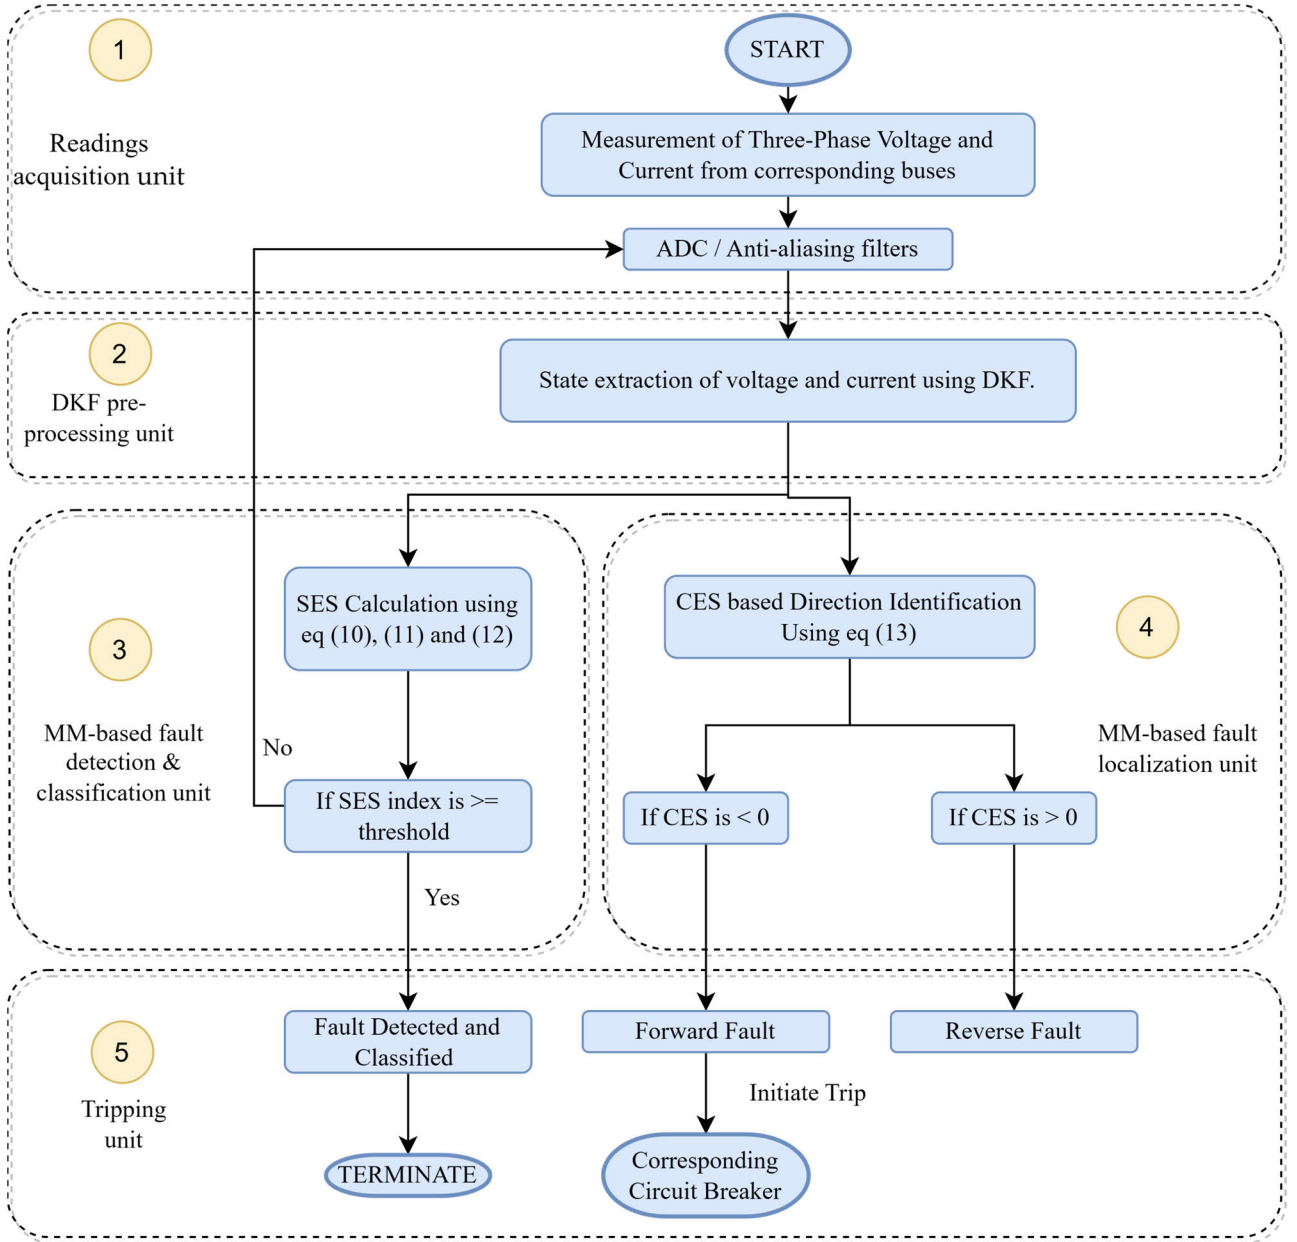 1
START
Readings
acquisition unit
Measurement of Three-Phase Voltage and
Current from corresponding buses
ADC / Anti-aliasing filters
2
DKF pre-
processing unit
State extraction of voltage and current using DKF.
3
MM-based fault
detection &
classification unit
SES Calculation using
eq (10), (11) and (12)
No
If SES index is >=
threshold
Yes
CES based Direction Identification
Using eq (13)
4
MM-based fault
localization unit
If CES is < 0
If CES is > 0
5
Tripping
unit
Fault Detected and
Classified
Forward Fault
Reverse Fault
Initiate Trip
TERMINATE
Corresponding
Circuit Breaker